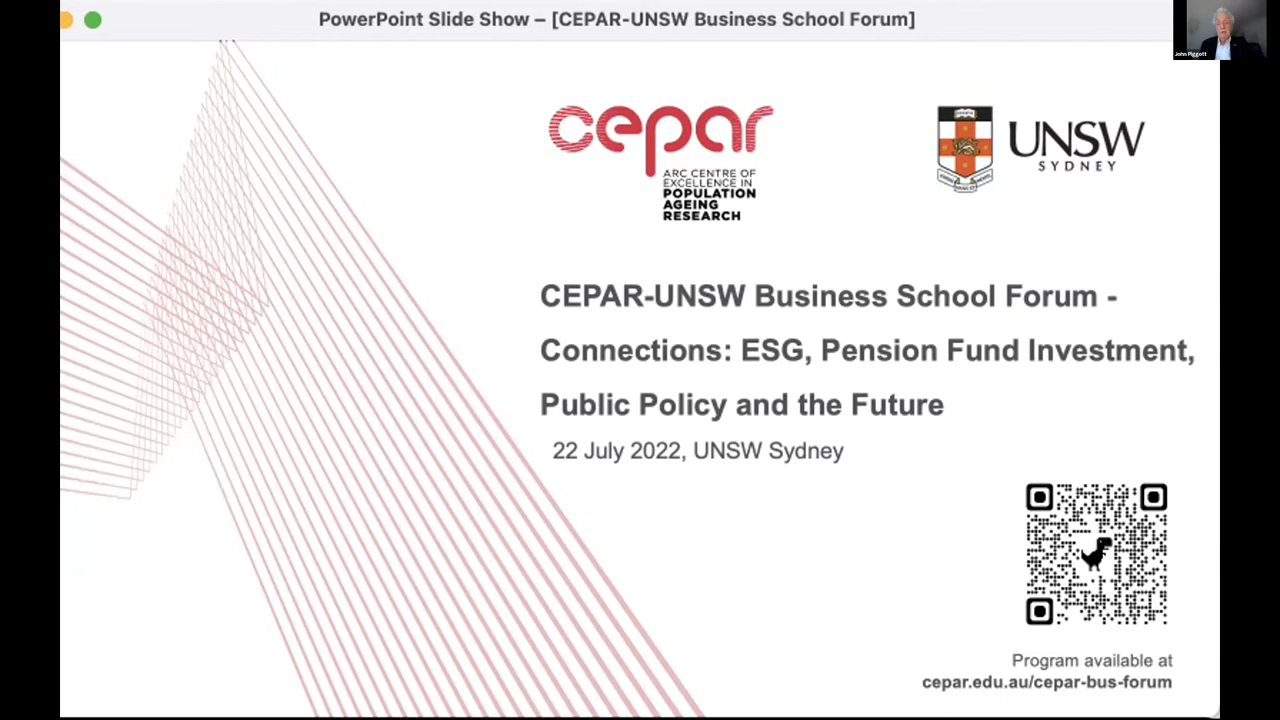 PowerPoint Slide Show – [CEPAR-UNSW Business School Forum]
John Piggott
cepar
ARC CENTRE OF
EXCELLENCE IN
POPULATION
AGEING
RESEARCH
UNSW
SYDNEY
CEPAR-UNSW Business School Forum -
Connections: ESG, Pension Fund Investment,
Public Policy and the Future
22 July 2022, UNSW Sydney
Program available at
cepar.edu.au/cepar-bus-forum